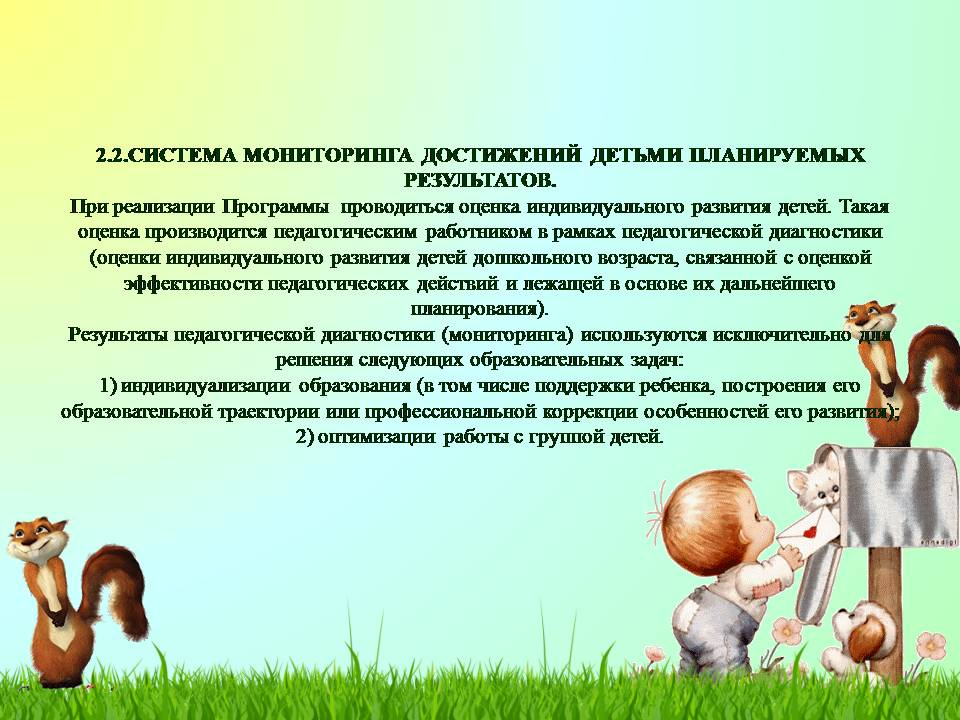 2.2.СИСТЕМА МОНИТОРИНГА ДОСТИЖЕНИЙ ДЕТЬМИ ПЛАНИРУЕМЫХ
РЕЗУЛЬТАТОВ.
При реализации Программы проводиться оценка индивидуального развития детей. Такая
оценка производится педагогическим работником в рамках педагогической диагностики
(оценки индивидуального развития детей дошкольного возраста, связанной с оценкой
эффективности педагогических действий и лежащей в основе их дальнейшего
планирования).
Результаты педагогической диагностики (мониторинга) используются исключительно для
решения следующих образовательных задач:
1) индивидуализации образования (в том числе поддержки ребенка, построения его
образовательной траектории или профессиональной коррекции особенностей его развития);
2) оптимизации работы с группой детей.